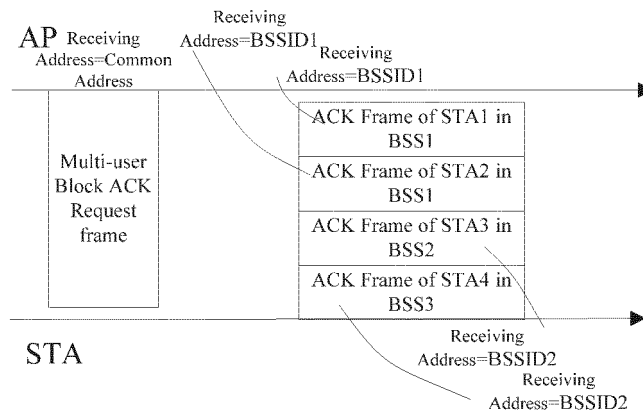 AP
Receiving
Address=Common
Address
Receiving
Address=BSSID1
Receiving
Address=BSSID1
Multi-user
Block ACK
Request
frame
ACK Frame of STA1 in
BSS1
ACK Frame of STA2 in
BSS1
ACK Frame of STA3 in
BSS2
ACK Frame of STA4 in
BSS3
STA
Receiving
Address=BSSID2
Receiving
Address=BSSID2